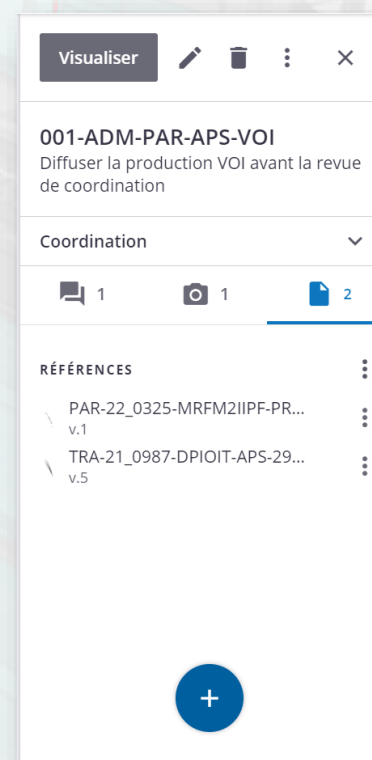 Visualiser
001-ADM-PAR-APS-VOI
Diffuser la production VOI avant la revue
de coordination
Coordination
1
1
2
RÉFÉRENCES
PAR-22_0325-MRFM2IIPF-PR...
v.1
TRA-21_0987-DPIOIT-APS-29...
v.5